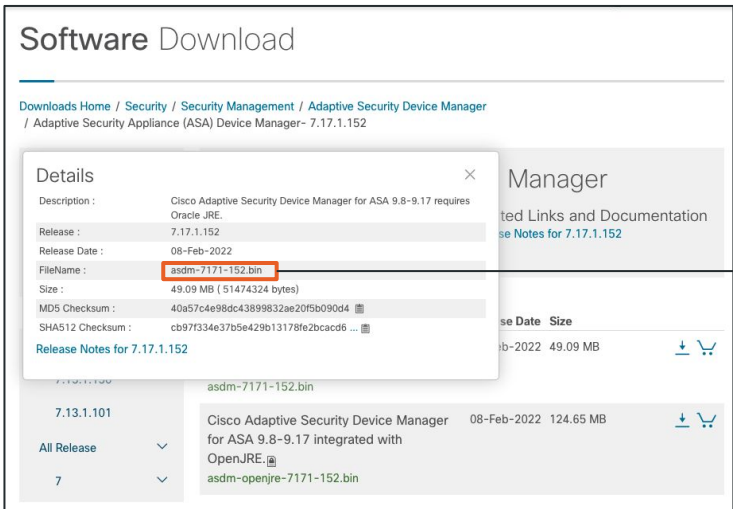 Software Download
Downloads Home / Security / Security Management / Adaptive Security Device Manager
/ Adaptive Security Appliance (ASA) Device Manager- 7.17.1.152
Details
Manager
Description :
Cisco Adaptive Security Device Manager for ASA 9.8-9.17 requires
Oracle JRE.
ted Links and Documentation
Release :
7.17.1.152
se Notes for 7.17.1.152
Release Date :
08-Feb-2022
FileName :
asdm-7171-152.bin
Size :
49.09 MB ( 51474324 bytes)
MD5 Checksum :
40a57c4e98dc43899832ae20f5b090d4
SHA512 Checksum :
cb97f334e37b5e429b13178fe2bcacd6 ...
Release Notes for 7.17.1.152
se Date Size
b-2022 49.09 MB
asdm-7171-152.bin
7.13.1.101
Cisco Adaptive Security Device Manager
for ASA 9.8-9.17 integrated with
OpenJRE.
08-Feb-2022 124.65 MB
All Release
7
asdm-openjre-7171-152.bin